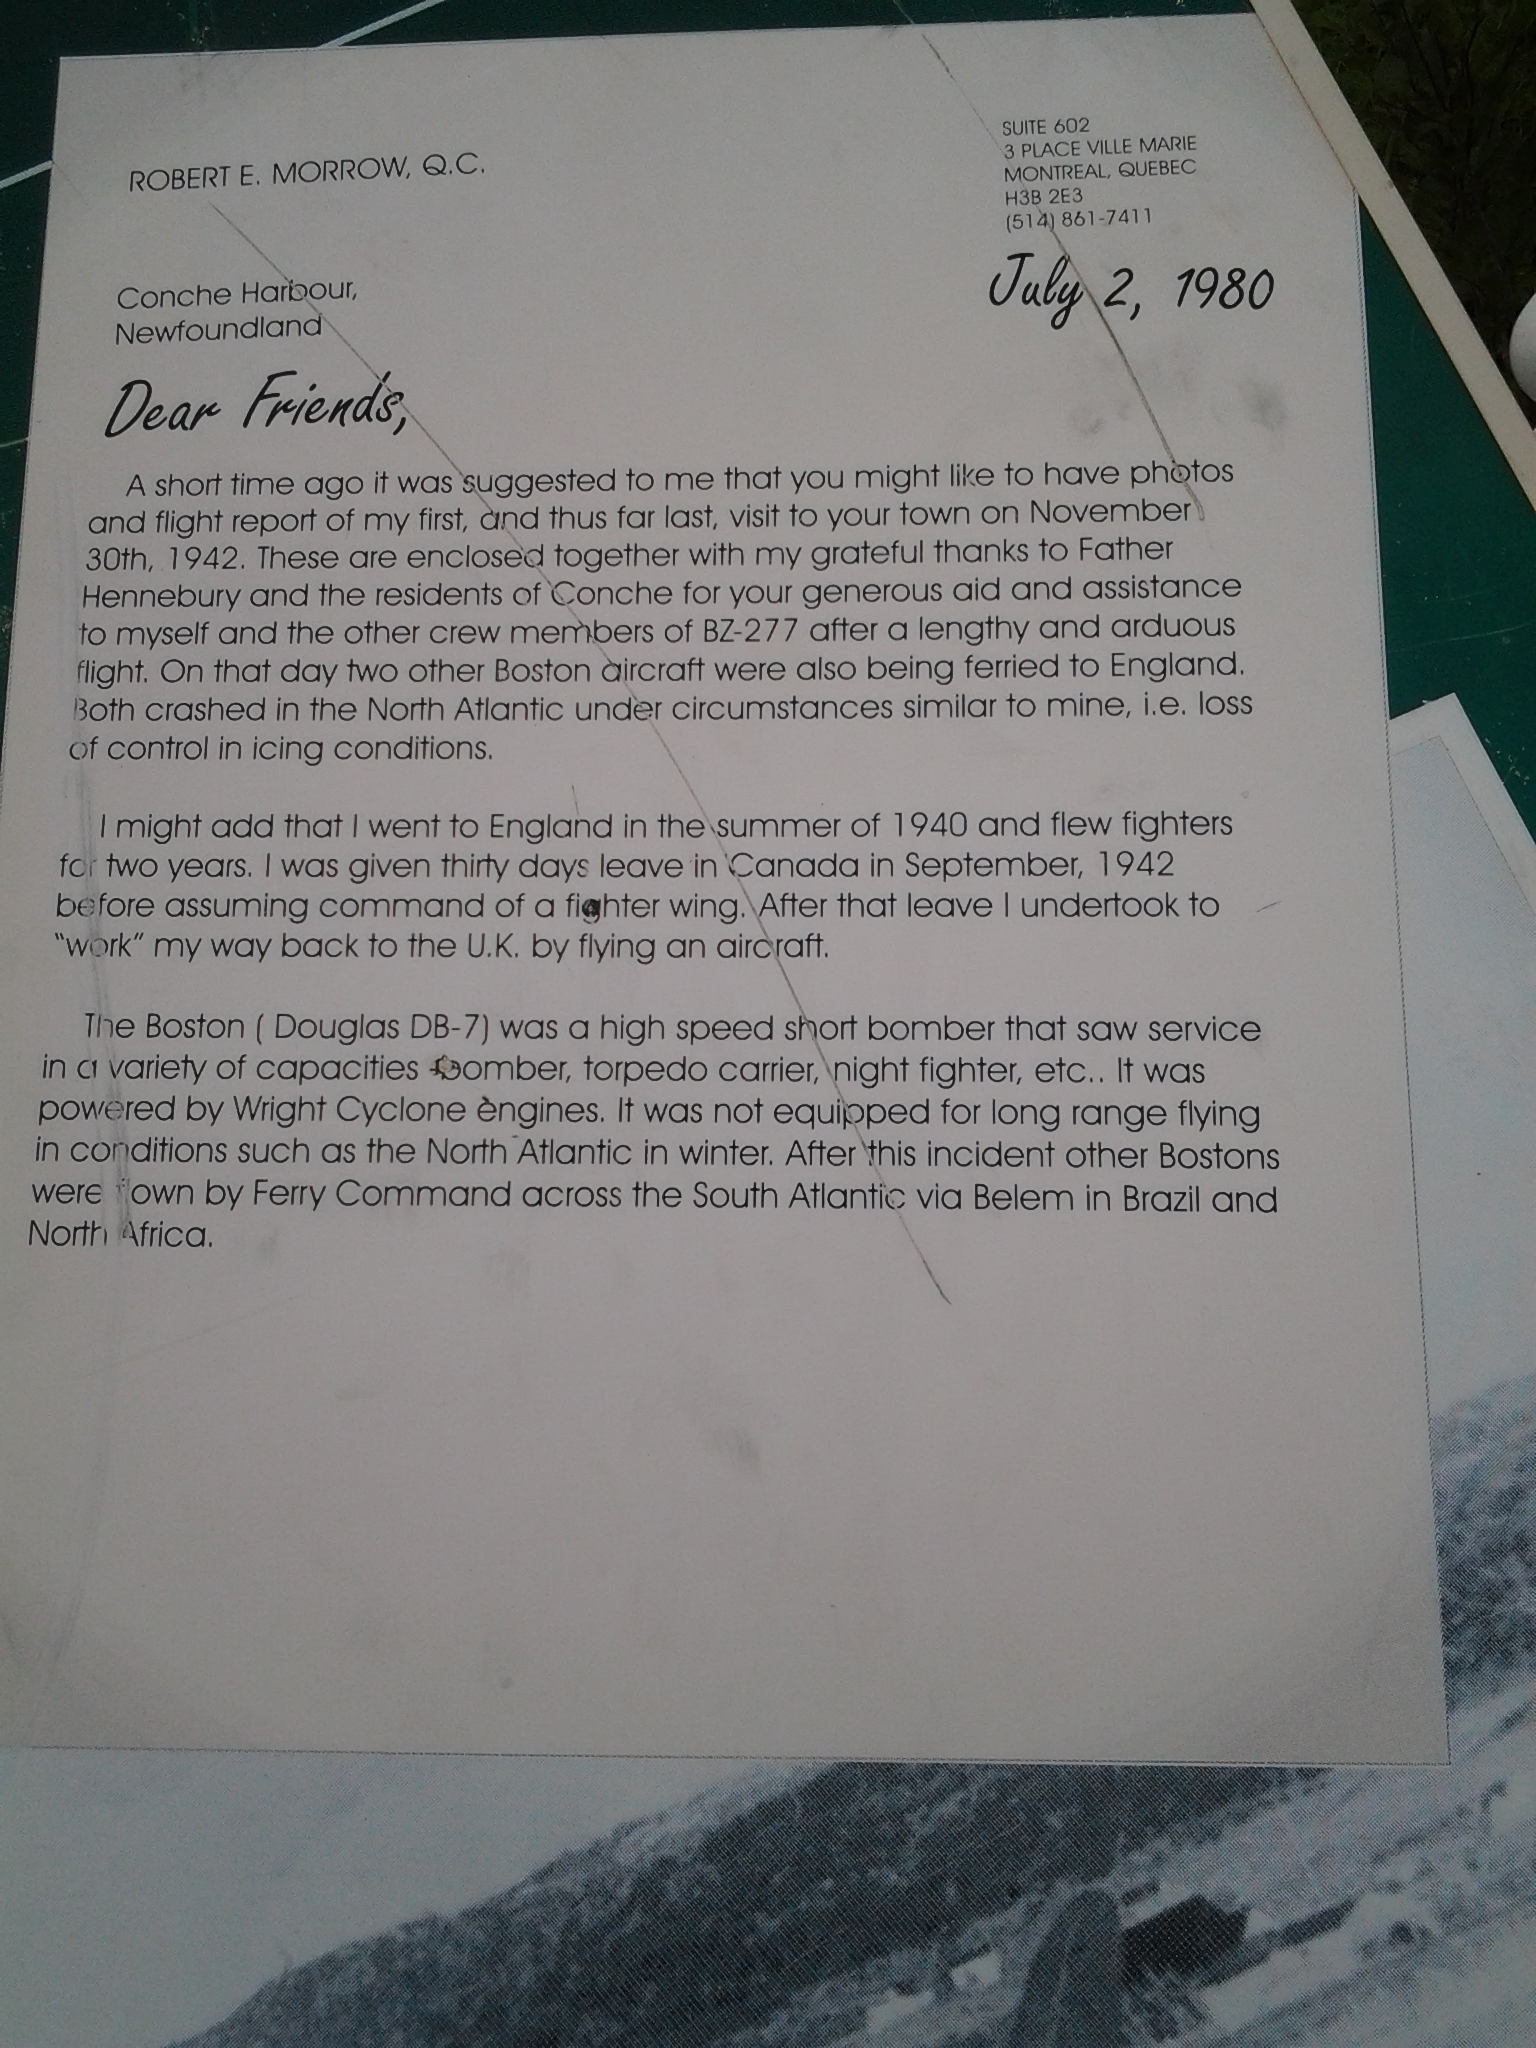 ROBERT E. MORROW, Q.C.
SUITE 602
3 PLACE VILLE MARIE
MONTREAL, QUEBEC
H3B 2E3
(514) 861-7411
July 2, 1980
Conche Harbour,
Newfoundland
Dear Friends,
A short time ago it was suggested to me that you might like to have photos
and flight report of my first, and thus far last, visit to your town on November
30th, 1942. These are enclosed together with my grateful thanks to Father
Hennebury and the residents of Conche for your generous aid and assistance
to myself and the other crew members of BZ-277 after a lengthy and arduous
flight. On that day two other Boston aircraft were also being ferried to England.
Both crashed in the North Atlantic under circumstances similar to mine, i.e. loss
of control in icing conditions.
I might add that I went to England in the summer of 1940 and flew fighters
for two years. I was given thirty days leave in Canada in September, 1942
before assuming command of a fighter wing. After that leave I undertook to
"work" my way back to the U.K. by flying an aircraft.
The Boston ( Douglas DB-7) was a high speed short bomber that saw service
in a variety of capacities -bomber, torpedo carrier, night fighter, etc.. It was
powered by Wright Cyclone engines. It was not equipped for long range flying
in conditions such as the North Atlantic in winter. After this incident other Bostons
were flown by Ferry Command across the South Atlantic via Belem in Brazil and
North Africa.